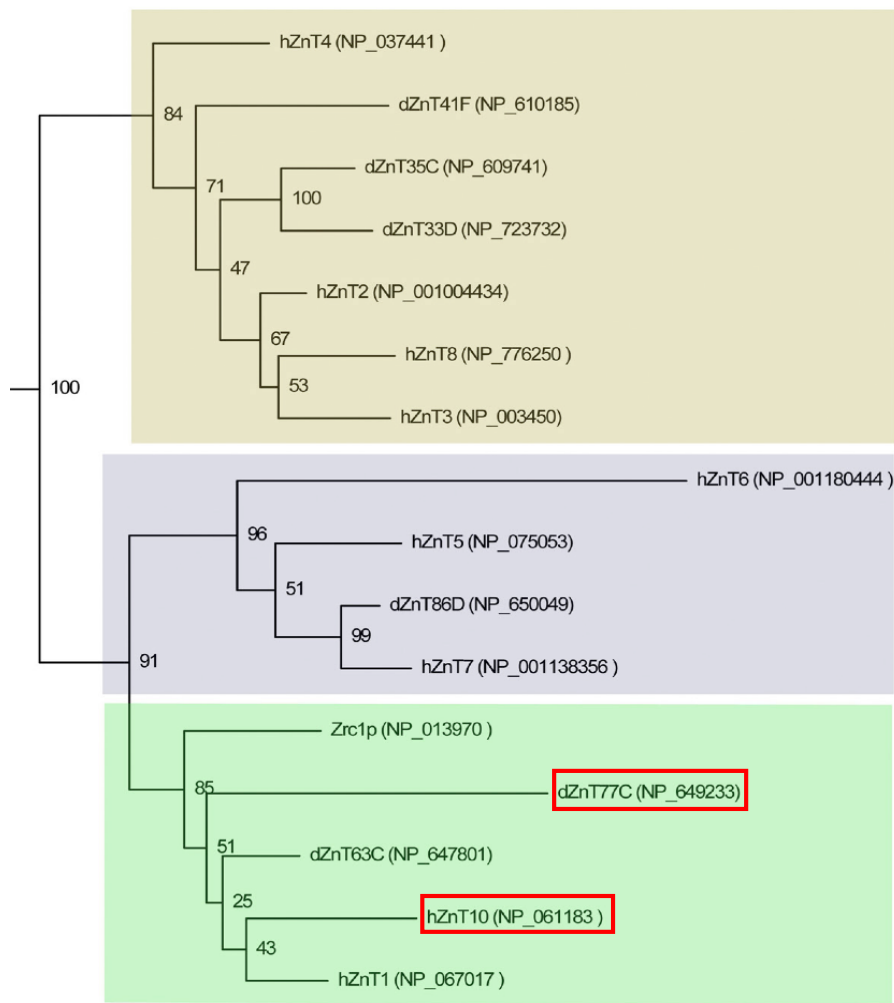 hZnT4 (NP_037441 )
dZnT41F (NP_610185)
84
dZnT35C (NP_609741)
71
100
dZnT33D (NP_723732)
47
hZnT2 (NP_001004434)
67
hZnT8 (NP_776250 )
53
100
hZnT3 (NP_003450)
hZnT6 (NP_001180444 )
96
hZnT5 (NP_075053)
51
dZnT86D (NP_650049)
99
91
hZnT7 (NP_001138356 )
Zrc1p (NP_013970 )
85
dZnT77C (NP_649233)
51
dZnT63C (NP_647801)
25
hZnT10 (NP_061183 )
43
hZnT1 (NP_067017)